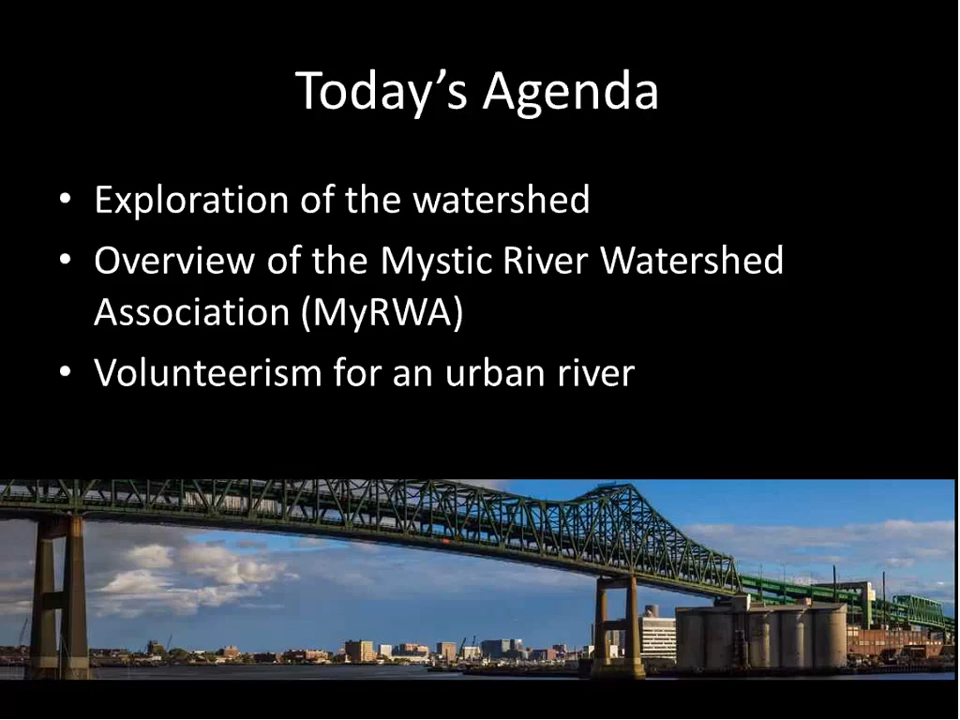 Today’s Agenda
• Exploration of the watershed
• Overview of the Mystic River Watershed
Association (MyRWA)
• Volunteerism for an urban river